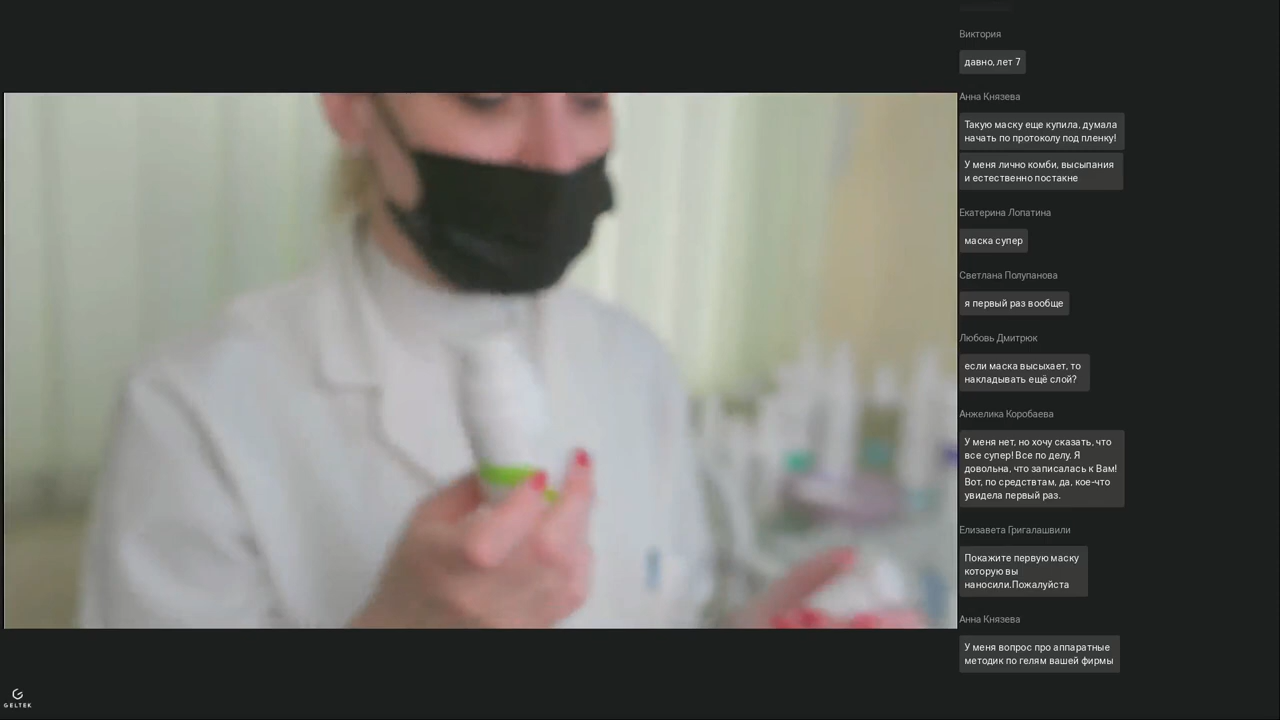 Виктория
давно, лет 7
Анна Князева
Такую маску еще купила, думала
начать по протоколу под пленку!
У меня лично комби, высыпания
и естественно постакне
Екатерина Лопатина
маска супер
Светлана Полупанова
я первый раз вообще
Любовь Дмитрюк
если маска высыхает, то
накладывать ещё слой?
Анжелика Коробаева
У меня нет, но хочу сказать, что
все супер! Все по делу. Я
довольна, что записалась к Вам!
Вот, по средствтам, да, кое-что
увидела первый раз.
Елизавета Григалашвили
Покажите первую маску
которую вы
наносили.Пожалуйста
Анна Князева
У меня вопрос про аппаратные
методик по гелям вашей фирмы
GELTEK